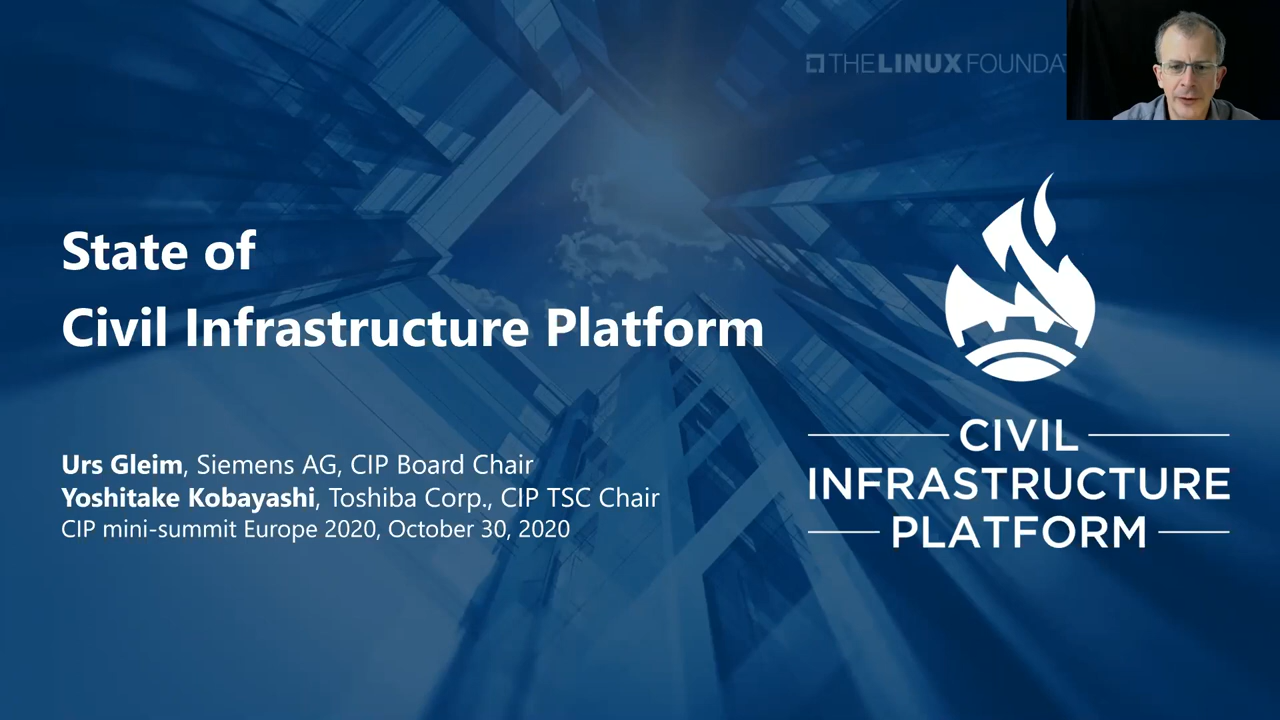 THE LINUX FOUNDA
State of
Civil Infrastructure Platform
Urs Gleim, Siemens AG, CIP Board Chair
Yoshitake Kobayashi, Toshiba Corp., CIP TSC Chair
CIP mini-summit Europe 2020, October 30, 2020
CIVIL
INFRASTRUCTURE
PLATFORM